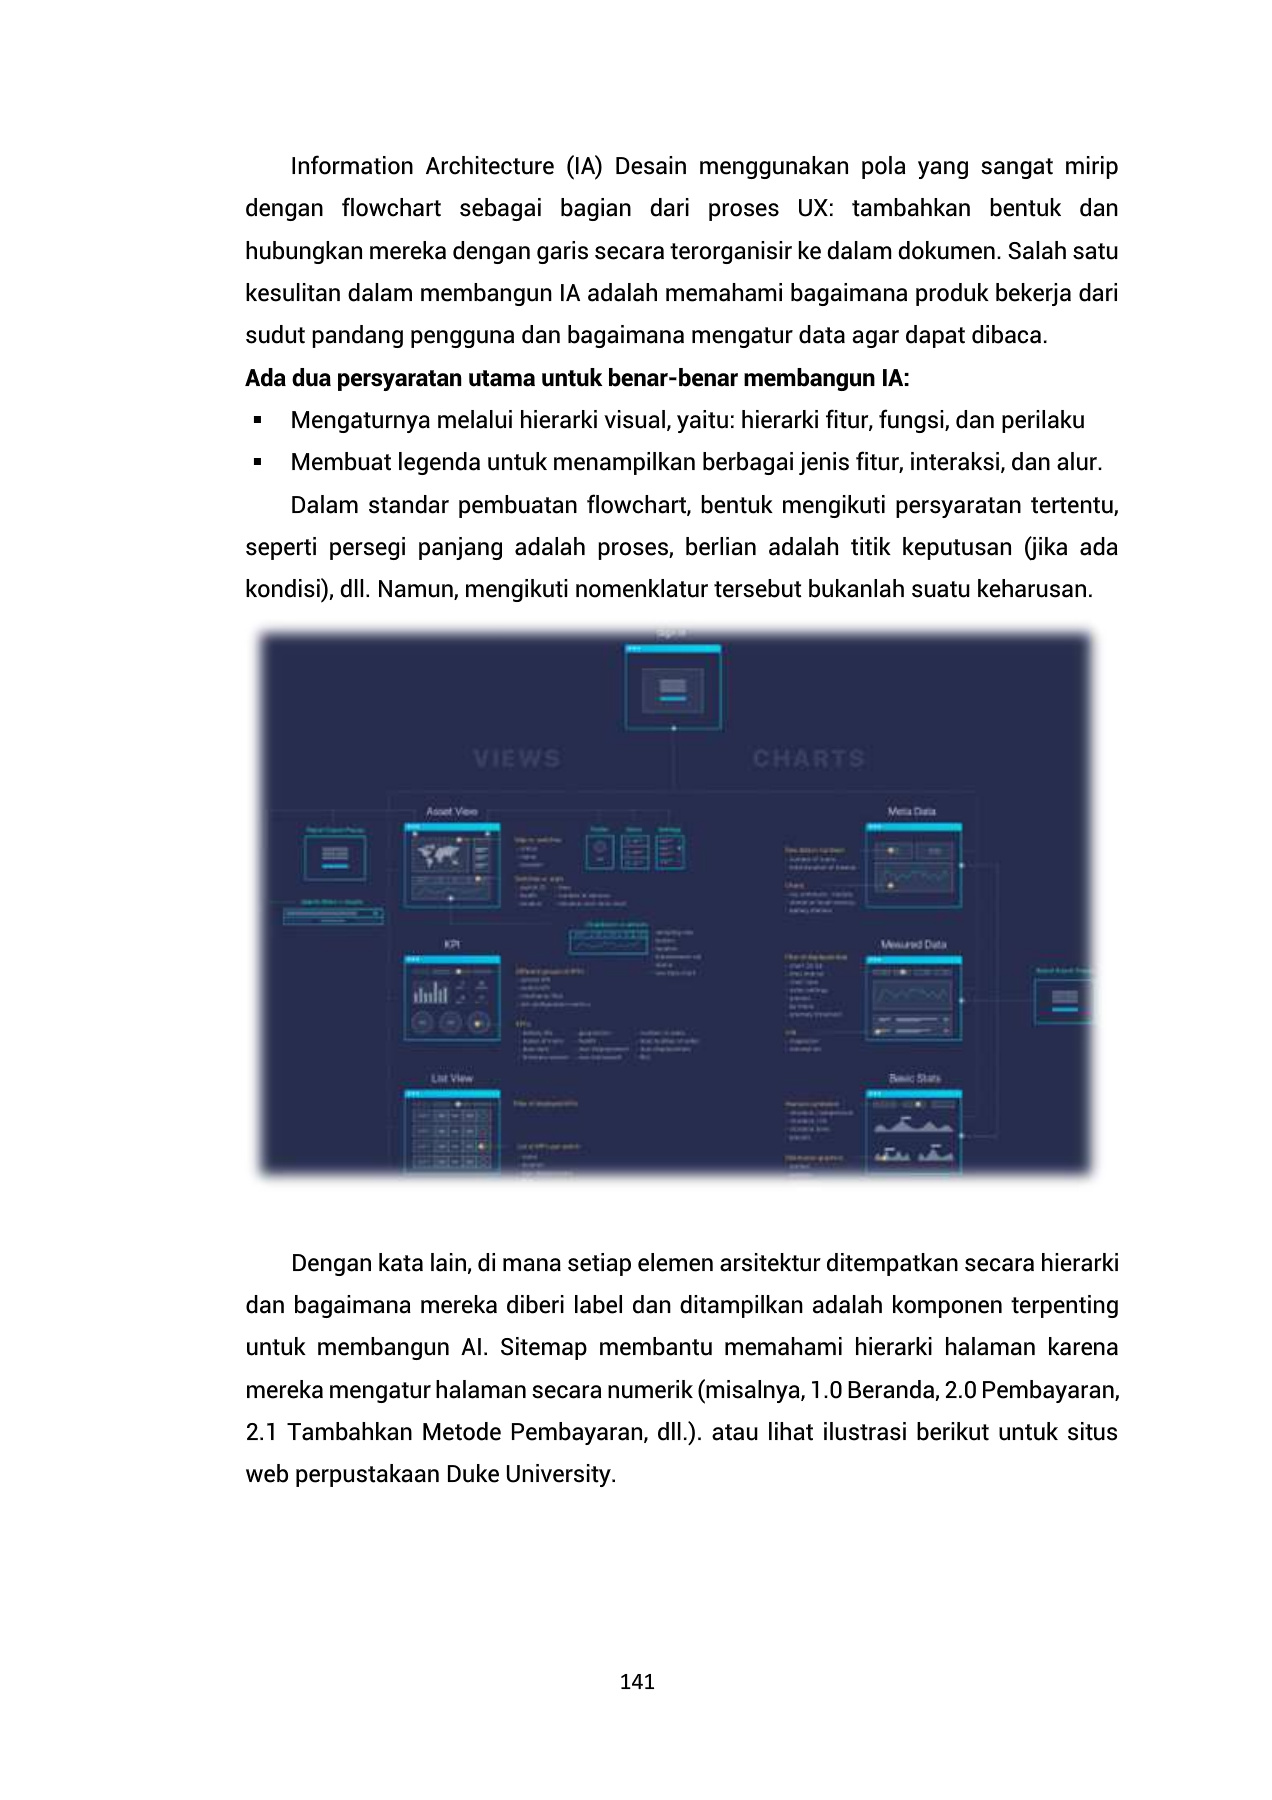 Information Architecture (IA) Desain menggunakan pola yang sangat mirip
dengan flowchart sebagai bagian dari proses UX: tambahkan bentuk dan
hubungkan mereka dengan garis secara terorganisir ke dalam dokumen. Salah satu
kesulitan dalam membangun IA adalah memahami bagaimana produk bekerja dari
sudut pandang pengguna dan bagaimana mengatur data agar dapat dibaca.
Ada dua persyaratan utama untuk benar-benar membangun IA:
▪ Mengaturnya melalui hierarki visual, yaitu: hierarki fitur, fungsi, dan perilaku
▪ Membuat legenda untuk menampilkan berbagai jenis fitur, interaksi, dan alur.
Dalam standar pembuatan flowchart, bentuk mengikuti persyaratan tertentu,
seperti persegi panjang adalah proses, berlian adalah titik keputusan (jika ada
kondisi), dll. Namun, mengikuti nomenklatur tersebut bukanlah suatu keharusan.
VIEWS
CHARTS
Asset View
Meta Data
KPI
Mesured Data
List View
Basic Stats
Dengan kata lain, di mana setiap elemen arsitektur ditempatkan secara hierarki
dan bagaimana mereka diberi label dan ditampilkan adalah komponen terpenting
untuk membangun AI. Sitemap membantu memahami hierarki halaman karena
mereka mengatur halaman secara numerik (misalnya, 1.0 Beranda, 2.0 Pembayaran,
2.1 Tambahkan Metode Pembayaran, dll.). atau lihat ilustrasi berikut untuk situs
web perpustakaan Duke University.
141